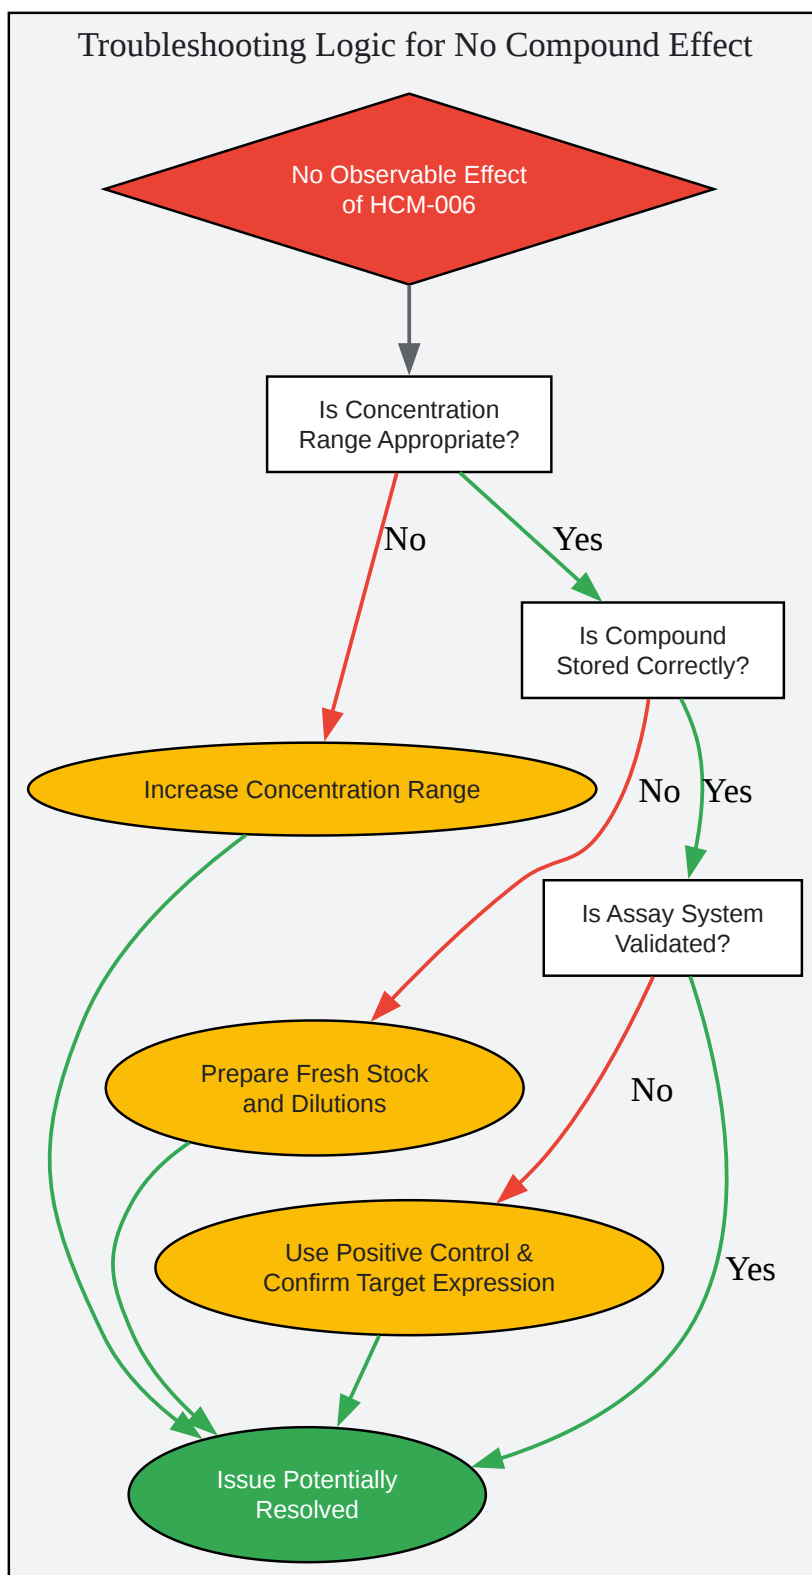 Troubleshooting Logic for No Compound Effect
No Observable Effect
of HCM-006
Is Concentration
Range Appropriate?
No
Yes
Is Compound
Stored Correctly?
Increase Concentration Range
No
Yes
Is Assay System
Validated?
Prepare Fresh Stock
and Dilutions
No
Use Positive Control &
Confirm Target Expression
Yes
Issue Potentially
Resolved